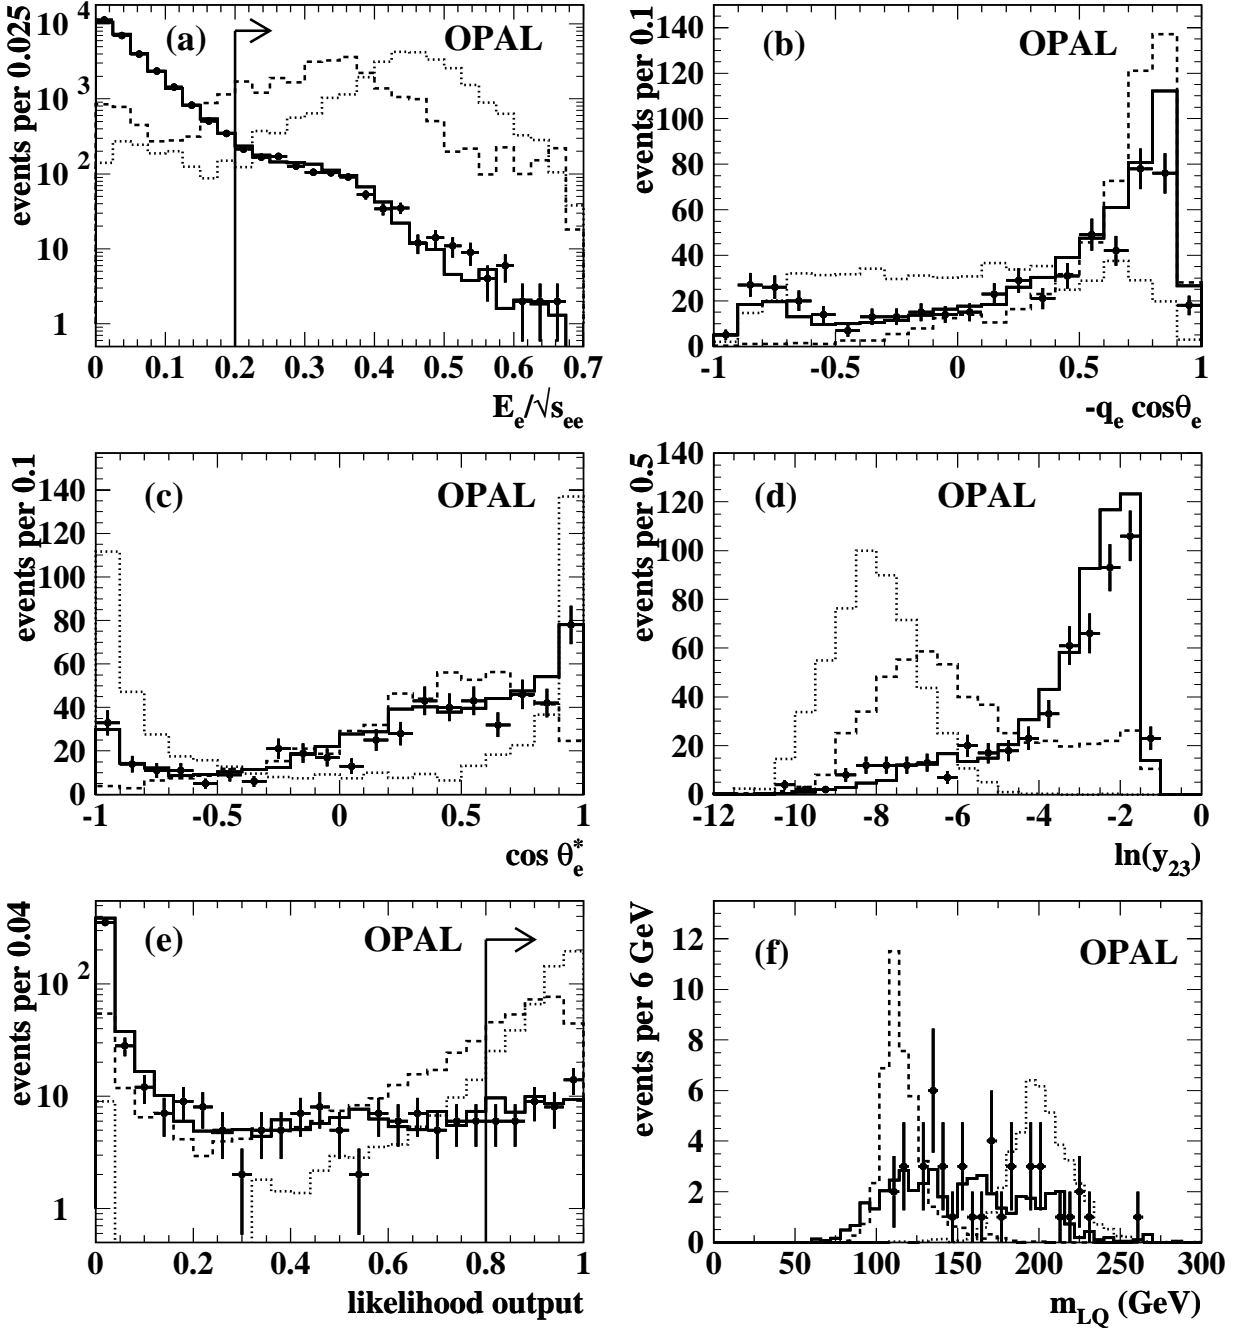 (a) OPAL
events per 0.025
10^4
10^3
10^2
10
1
0 0.1 0.2 0.3 0.4 0.5 0.6 0.7
E_e/√s_ee
(b) OPAL
events per 0.1
140
120
100
80
60
40
20
0
-1 -0.5 0 0.5 1
-q_e cosθ_e
(c) OPAL
events per 0.1
140
120
100
80
60
40
20
0
-1 -0.5 0 0.5 1
cos θ_e^*
(d) OPAL
events per 0.5
140
120
100
80
60
40
20
0
-12 -10 -8 -6 -4 -2 0
ln(y_23)
(e) OPAL
events per 0.04
10^2
10
1
0 0.2 0.4 0.6 0.8 1
likelihood output
(f) OPAL
events per 6 GeV
12
10
8
6
4
2
0
0 50 100 150 200 250 300
m_LQ (GeV)